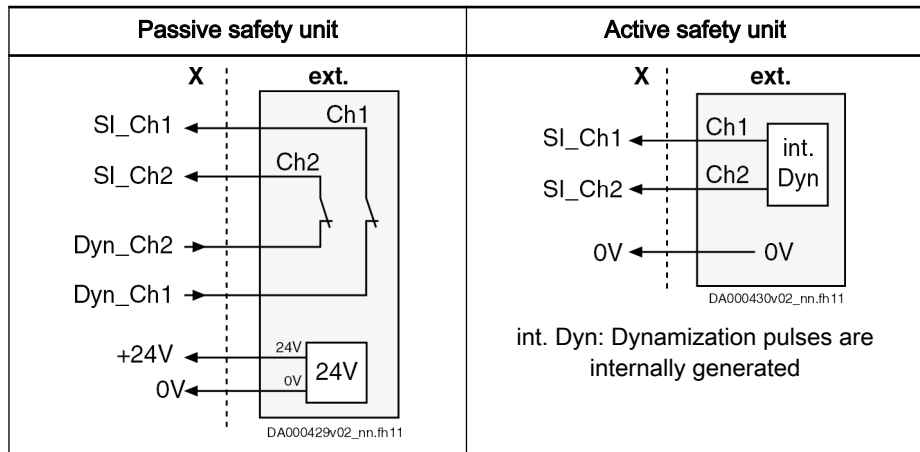 Passive safety unit
Active safety unit
X
ext.
Ch1
SI_Ch1
Ch2
SI_Ch2
Dyn_Ch2
Dyn_Ch1
+24V
24V
24V
0V
0V
DA000429v02_nn.fh11
X
ext.
SI_Ch1
Ch1
int.
Dyn
SI_Ch2
Ch2
0V
0V
DA000430v02_nn.fh11
int. Dyn: Dynamization pulses are
internally generated